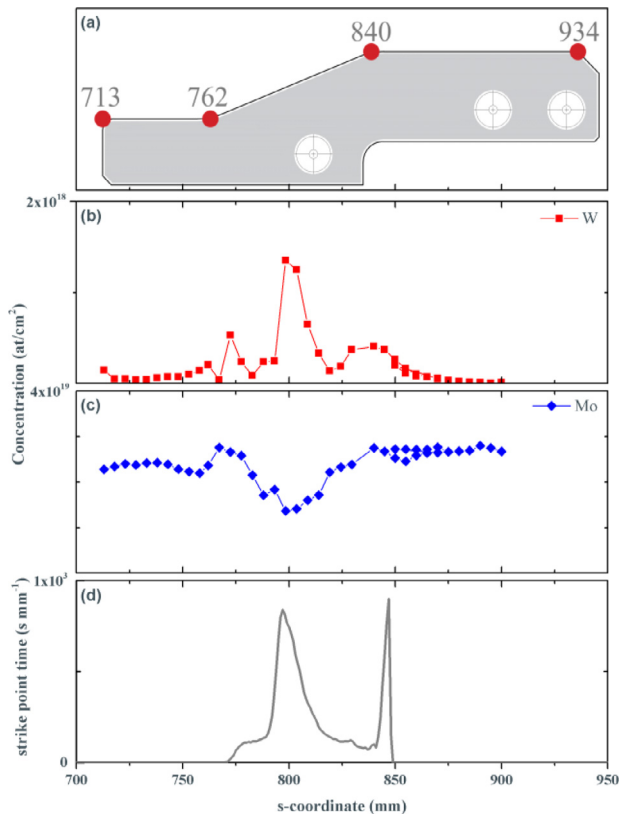 (a)
840
934
713
762
2x10¹⁸
(b)
W
4x10¹⁹
(c)
Mo
Concentration (at/cm²)
1x10³
(d)
strike point time (s mm⁻¹)
0
700
750
800
850
900
950
s-coordinate (mm)